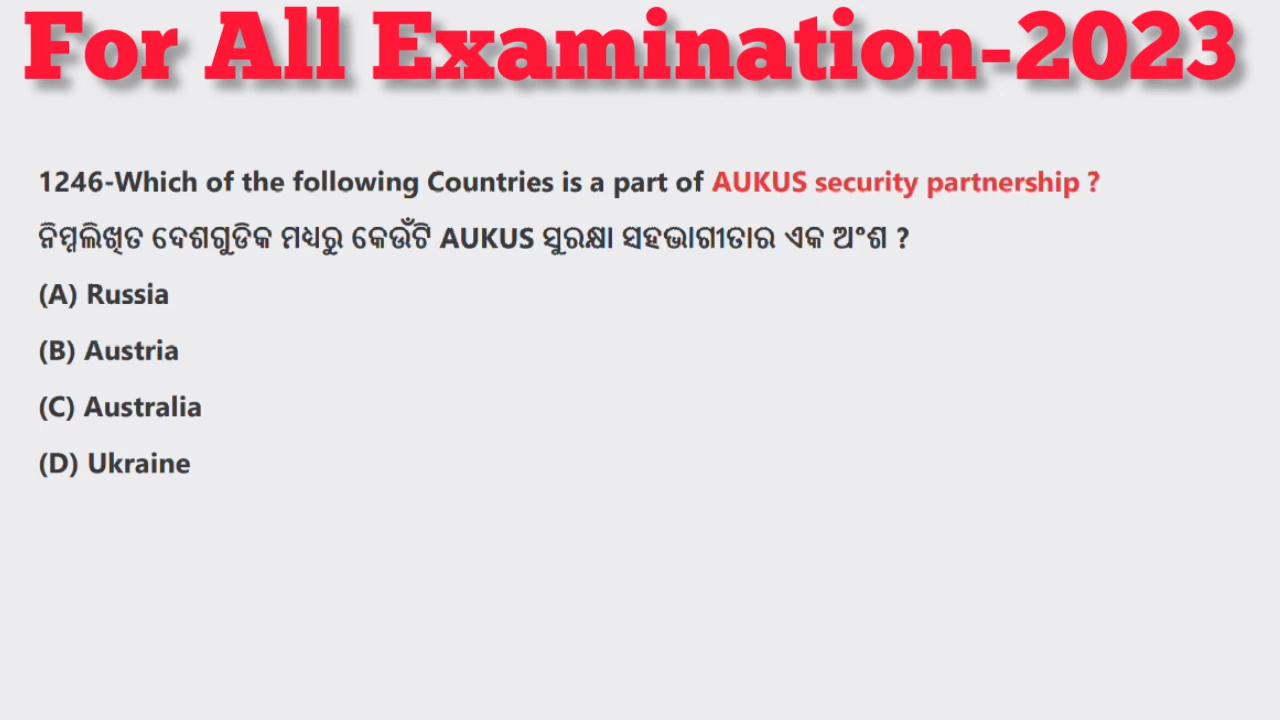 For All Examination-2023
1246-Which of the following Countries is a part of AUKUS security partnership ?
ନିମ୍ନଲିଖିତ ଦେଶଗୁଡିକ ମଧ୍ୟରୁ କେଉଁଟି AUKUS ସୁରକ୍ଷା ସହଭାଗୀତାର ଏକ ଅଂଶ ?
(A) Russia
(B) Austria
(C) Australia
(D) Ukraine